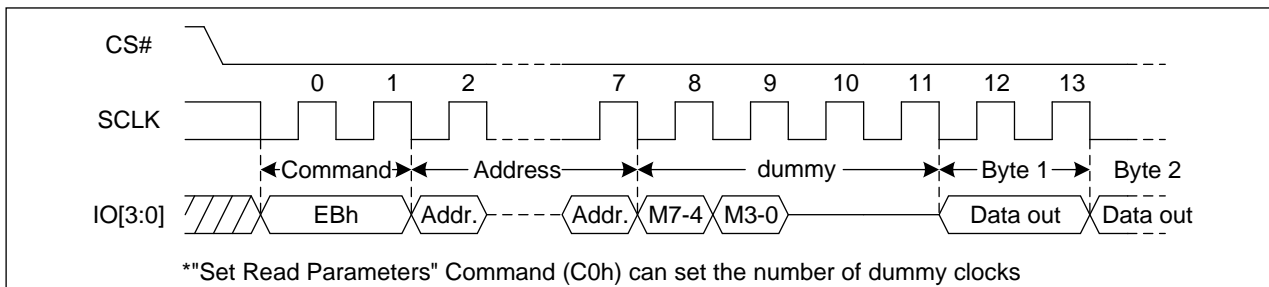 CS#
0 1 2 7 8 9 10 11 12 13
SCLK
Command Address dummy Byte 1 Byte 2
IO[3:0] EBh Addr. Addr. M7-4 M3-0 Data out Data out
*"Set Read Parameters" Command (C0h) can set the number of dummy clocks